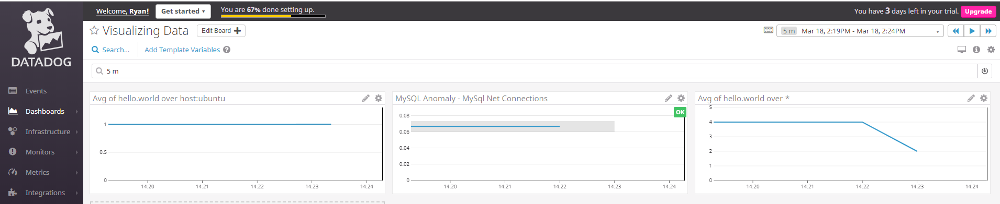 Welcome, Ryan!
Get started
You are 67% done setting up.
You have 3 days left in your trial.
Upgrade
DATADOG
Visualizing Data
Edit Board
5 m Mar 18, 2:19PM - Mar 18, 2:24PM
Search...
Add Template Variables
5 m
Events
Dashboards
Infrastructure
Monitors
Metrics
Integrations
Avg of hello.world over host:ubuntu
1
0.5
0
14:20 14:21 14:22 14:23 14:24
MySQL Anomaly - MySql Net Connections
OK
0.08
0.06
0.04
0.02
0
14:20 14:21 14:22 14:23 14:24
Avg of hello.world over *
5
4
3
2
1
0
14:20 14:21 14:22 14:23 14:24